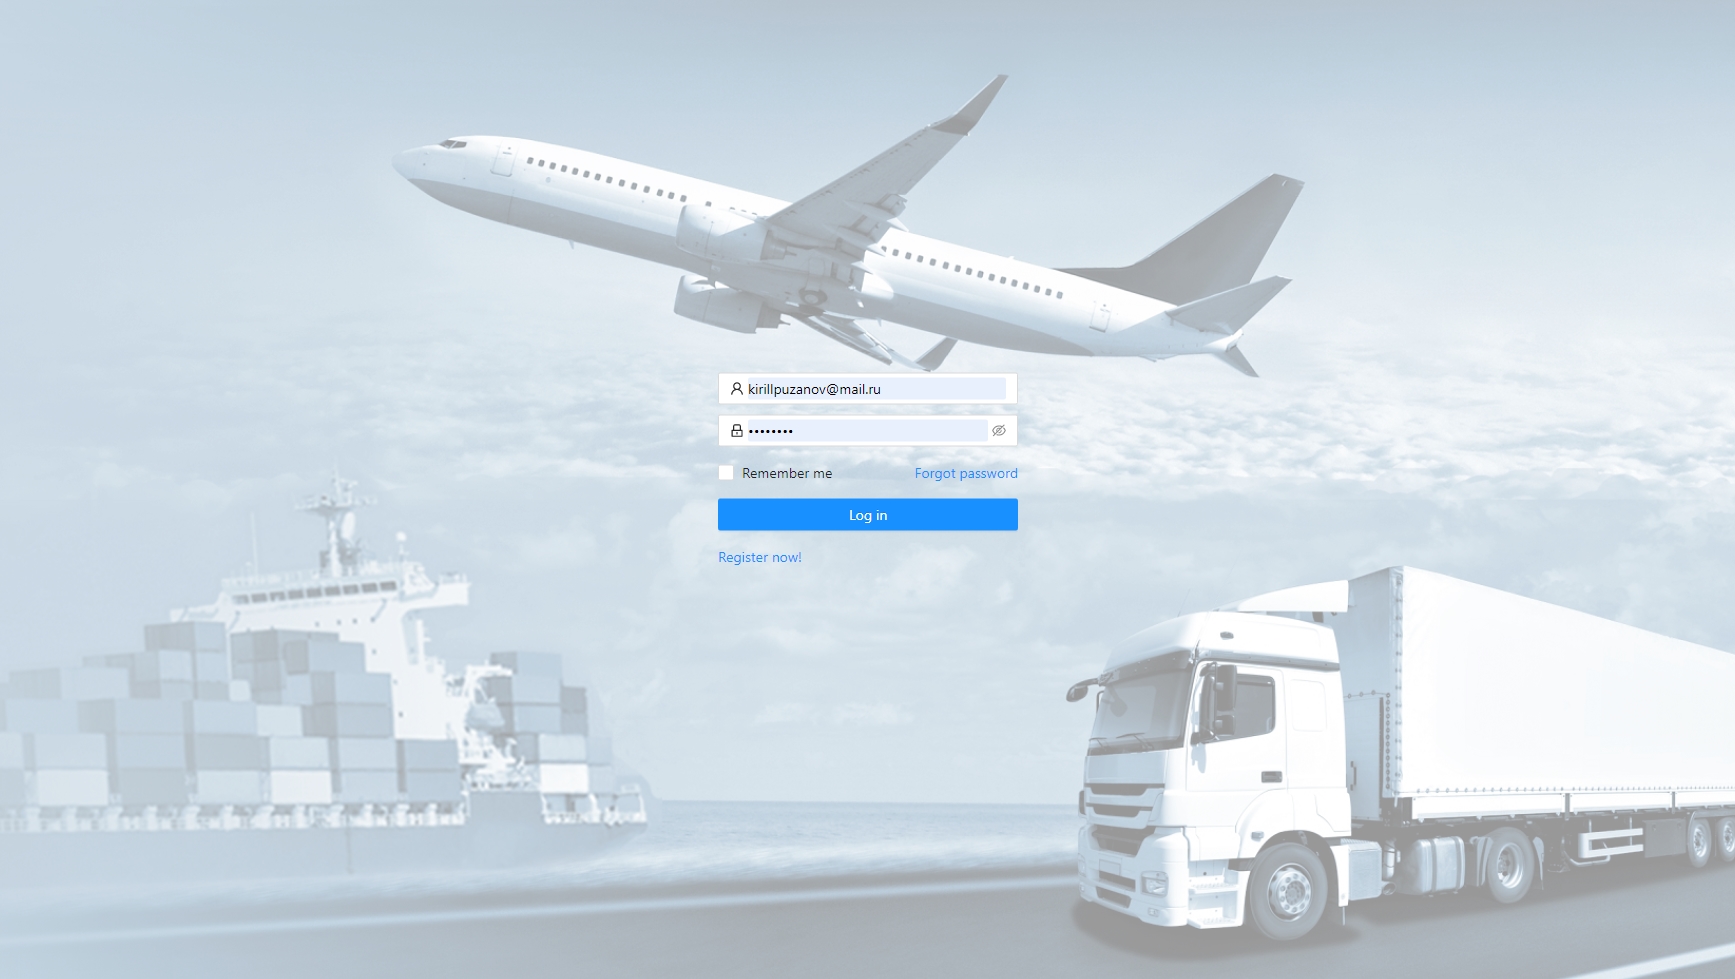 kirillpuzanov@mail.ru
••••••••
Remember me
Forgot password
Log in
Register now!